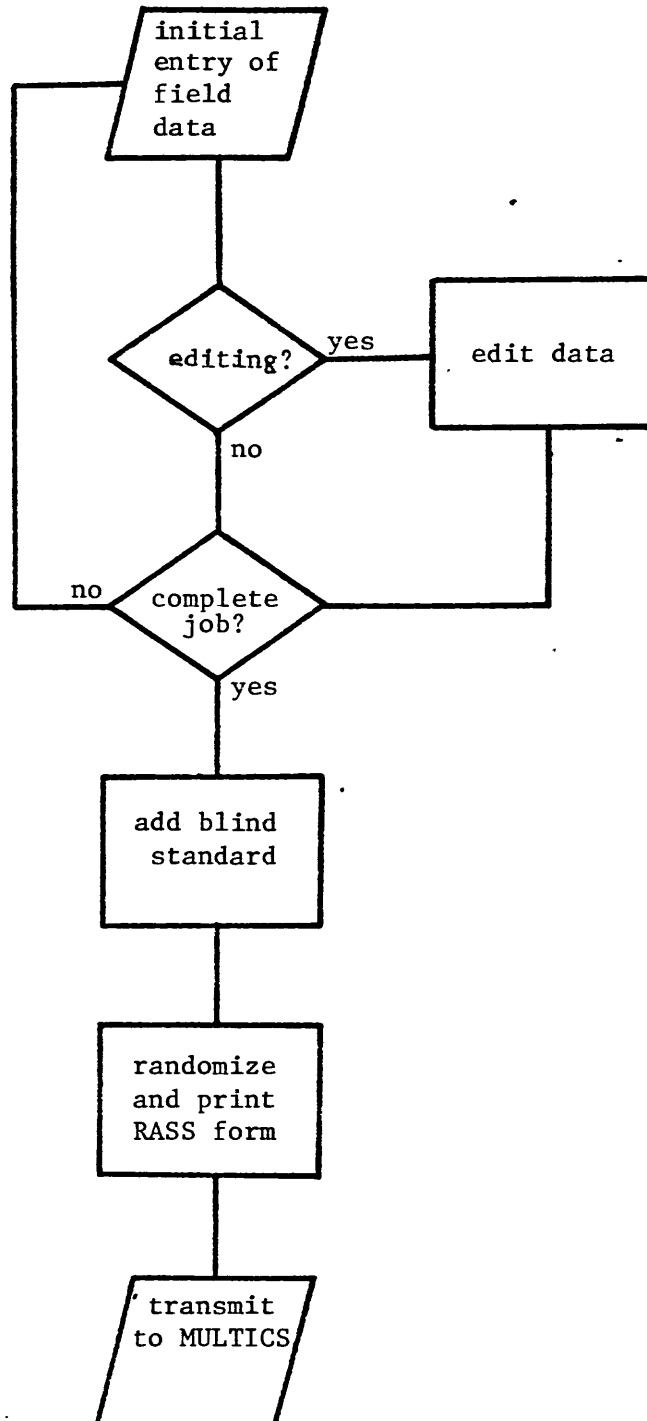 initial
entry of
field
data
editing?
yes
edit data
no
no
complete
job?
yes
add blind
standard
randomize
and print
RASS form
transmit
to MULTICS